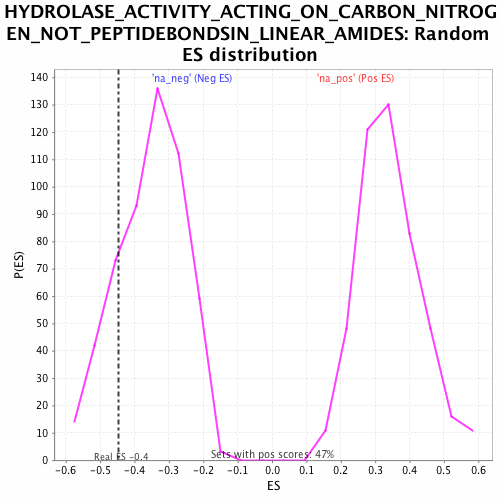 HYDROLASE_ACTIVITY_ACTING_ON_CARBON_NITROG
EN_NOT_PEPTIDEBONDSIN_LINEAR_AMIDES: Random
ES distribution
'na_neg' (Neg ES) 'na_pos' (Pos ES)
140
130
120
110
100
90
80
70
60
50
40
30
20
10
0
P(ES)
Real ES -0.4 Sets with pos scores: 47%
-0.6 -0.5 -0.4 -0.3 -0.2 -0.1 0.0 0.1 0.2 0.3 0.4 0.5 0.6
ES